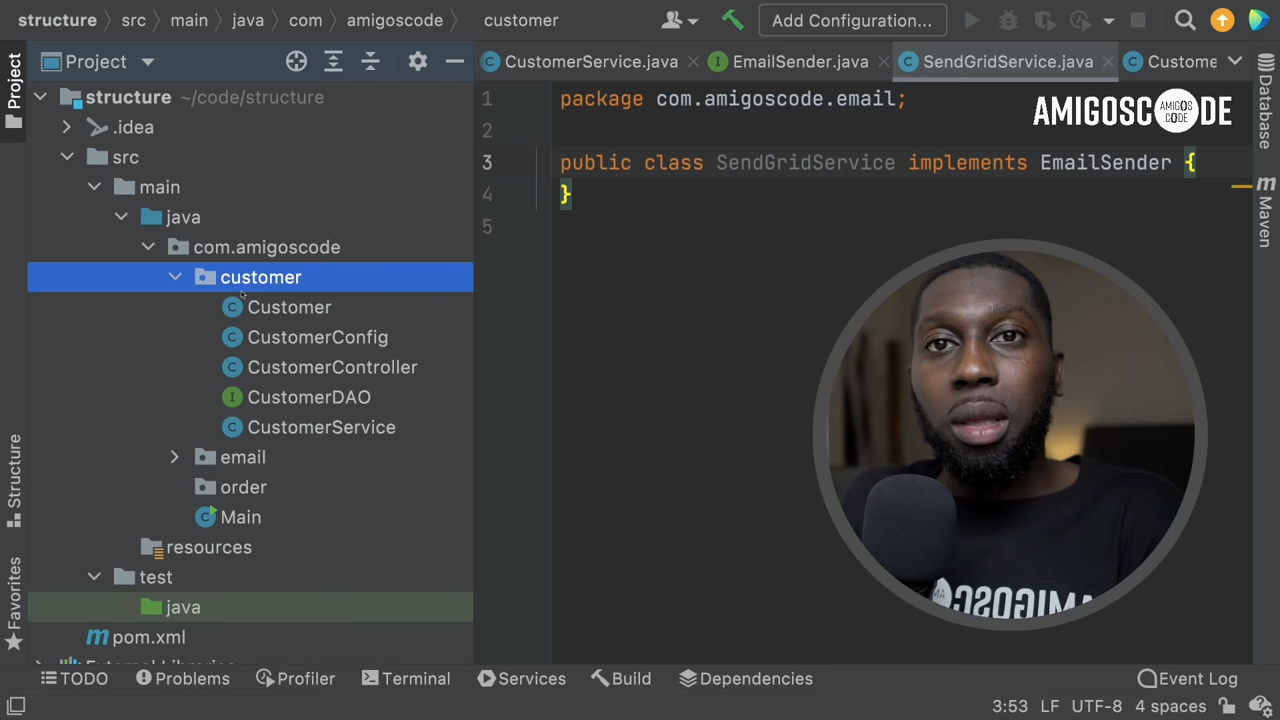 structure src main java com amigoscode customer
Add Configuration...
Project
Project
CustomerService.java
EmailSender.java
SendGridService.java
Custome
structure ~/code/structure
.idea
src
main
java
com.amigoscode
customer
Customer
CustomerConfig
CustomerController
CustomerDAO
CustomerService
email
order
Main
resources
test
java
pom.xml
1 package com.amigoscode.email;
2
3 public class SendGridService implements EmailSender {
4 }
5
AMIGOSCODE
AMIGOS
CODE
Database
Maven
Structure
Favorites
TODO Problems Profiler Terminal Services Build Dependencies Event Log
3:53 LF UTF-8 4 spaces